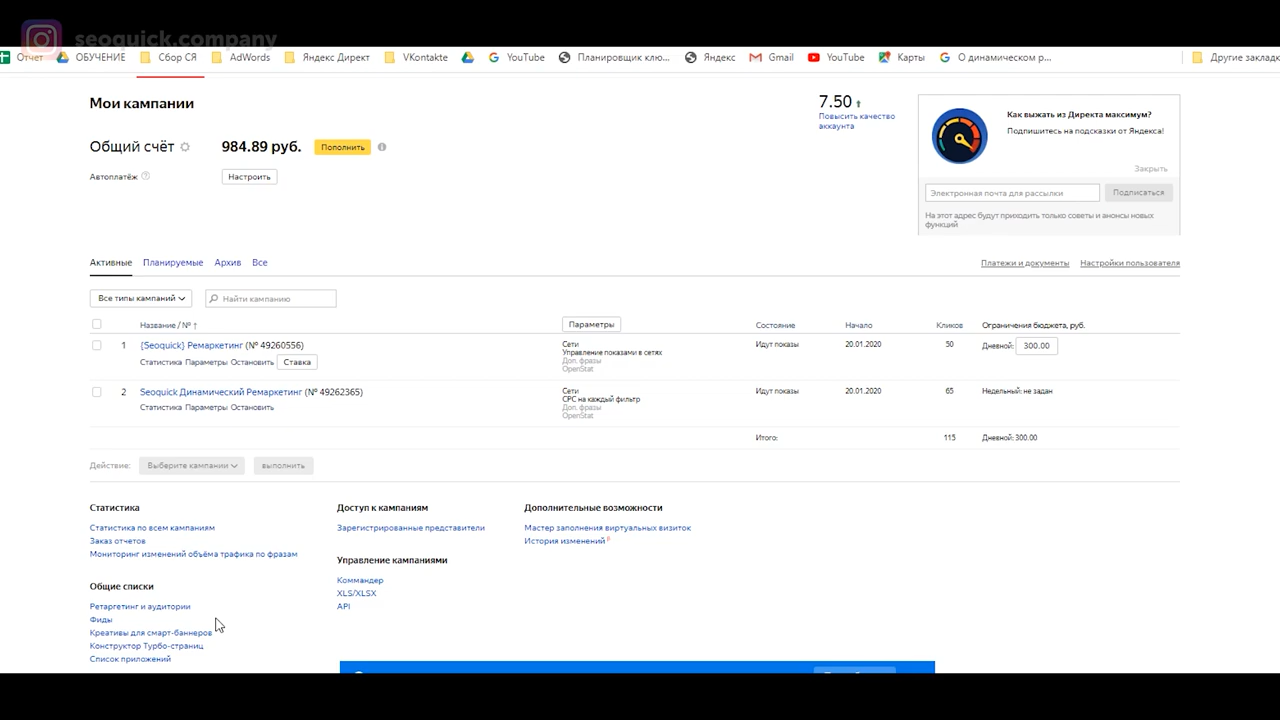 seoquick.company
Отчет ОБУЧЕНИЕ Сбор СЯ AdWords Яндекс Директ VKontakte YouTube Планировщик клю... Яндекс Gmail YouTube Карты О динамическом р... Другие заклад
Мои кампании
7.50
Повысить качество
аккаунта
Как выжать из Директа максимум?
Подпишитесь на подсказки от Яндекса!
Закрыть
Электронная почта для рассылки Подписаться
На этот адрес будут приходить только советы и анонсы новых
функций
Общий счёт 984.89 руб. Пополнить
Автоплатёж Настроить
Активные Планируемые Архив Все Платежи и документы Настройки пользователя
Все типы кампаний Найти кампанию
Название / № ↑ Параметры Состояние Начало Кликов Ограничения бюджета, руб.
1 {Seoquick} Ремаркетинг (№ 49260556) Сети Идут показы 20.01.2020 50 Дневной: 300.00
Управление показами в сетях
Статистика Параметры Остановить Ставка
Доп. фразы
OpenStat
2 Seoquick Динамический Ремаркетинг (№ 49262365) Сети Идут показы 20.01.2020 65 Недельный: не задан
CPC на каждый фильтр
Статистика Параметры Остановить
Доп. фразы
OpenStat
Итого: 115 Дневной: 300.00
Действие: Выберите кампании выполнить
Статистика
Статистика по всем кампаниям
Заказ отчетов
Мониторинг изменений объёма трафика по фразам
Общие списки
Ретаргетинг и аудитории
Фиды
Креативы для смарт-баннеров
Конструктор Турбо-страниц
Список приложений
Доступ к кампаниям
Зарегистрированные представители
Управление кампаниями
Коммандер
XLS/XLSX
API
Дополнительные возможности
Мастер заполнения виртуальных визиток
История изменений β